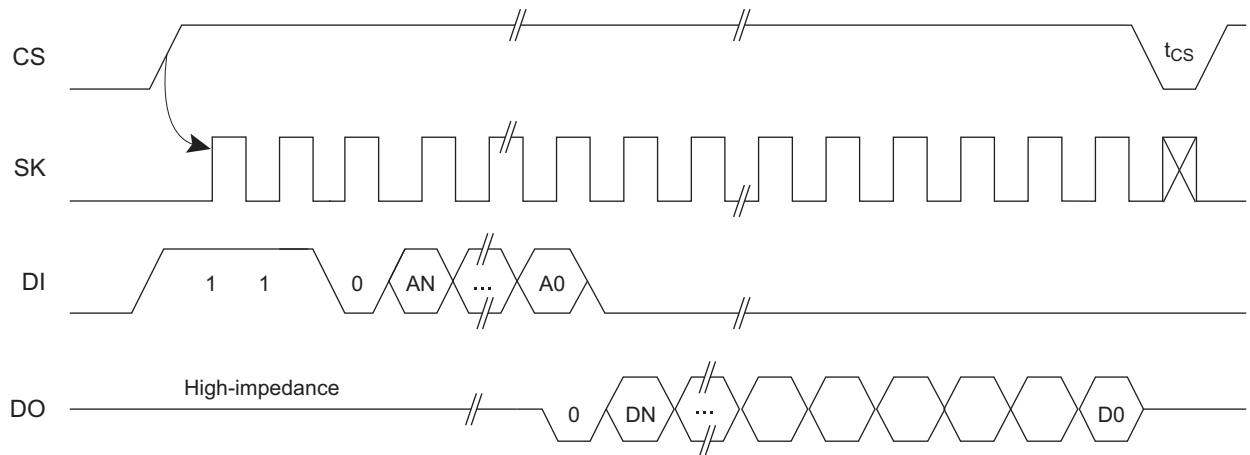 CS
tCS
SK
DI
1 1 0 AN ... A0
High-impedance
DO
0 DN ... D0